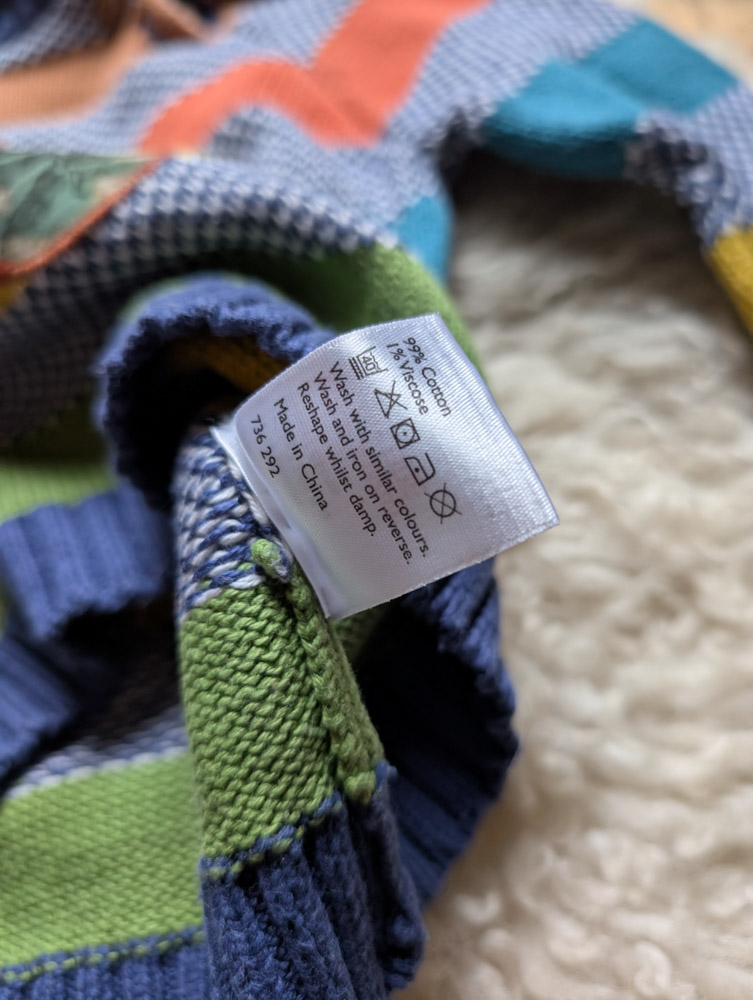 99% Cotton
1% Viscose
40
Wash with similar colours.
Wash and iron on reverse.
Reshape whilst damp.
Made in China
736 292